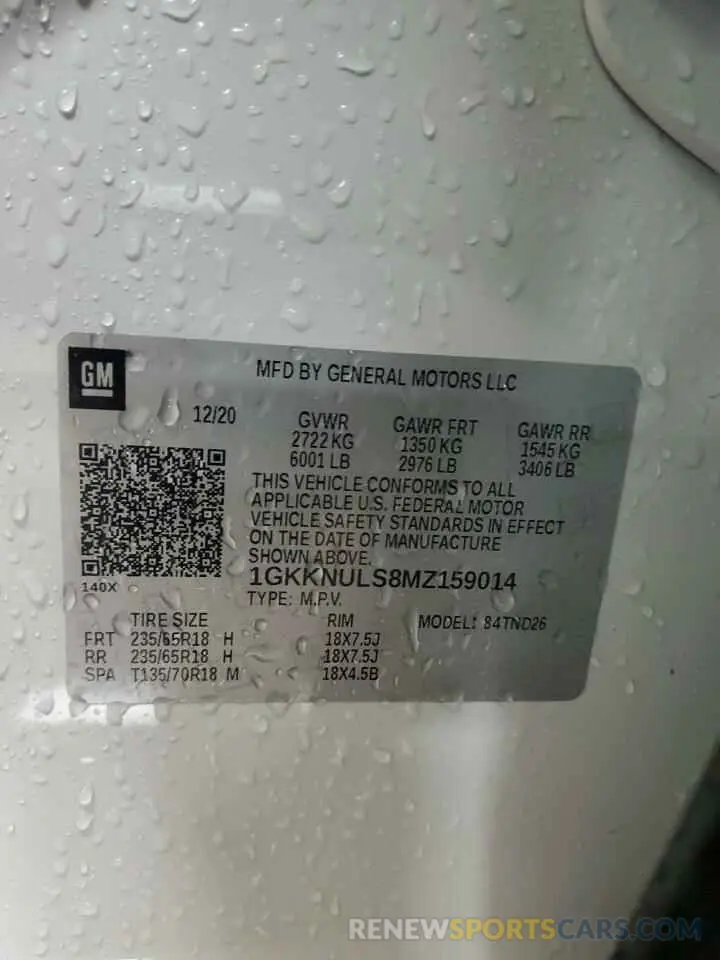 GM
MFD BY GENERAL MOTORS LLC
12/20
GVWR GAWR FRT GAWR RR
2722 KG 1350 KG 1545 KG
6001 LB 2976 LB 3406 LB
THIS VEHICLE CONFORMS TO ALL
APPLICABLE U.S. FEDERAL MOTOR
VEHICLE SAFETY STANDARDS IN EFFECT
ON THE DATE OF MANUFACTURE
SHOWN ABOVE.
140X
1GKKNULS8MZ159014
TYPE: M.P.V.
TIRE SIZE RIM MODEL: 84TND26
FRT 235/65R18 H 18X7.5J
RR 235/65R18 H 18X7.5J
SPA T135/70R18 M 18X4.5B
RENEWSPORTSCARS.COM